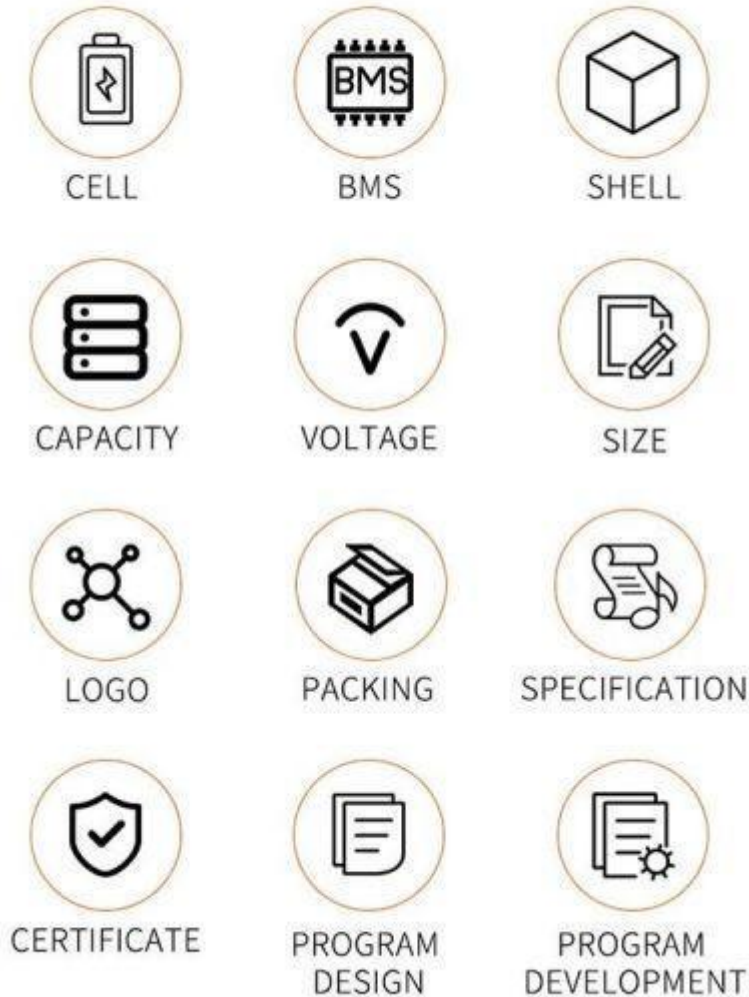 BMS
CELL
BMS
SHELL
V
CAPACITY
VOLTAGE
SIZE
LOGO
PACKING
SPECIFICATION
CERTIFICATE
PROGRAM
DESIGN
PROGRAM
DEVELOPMENT